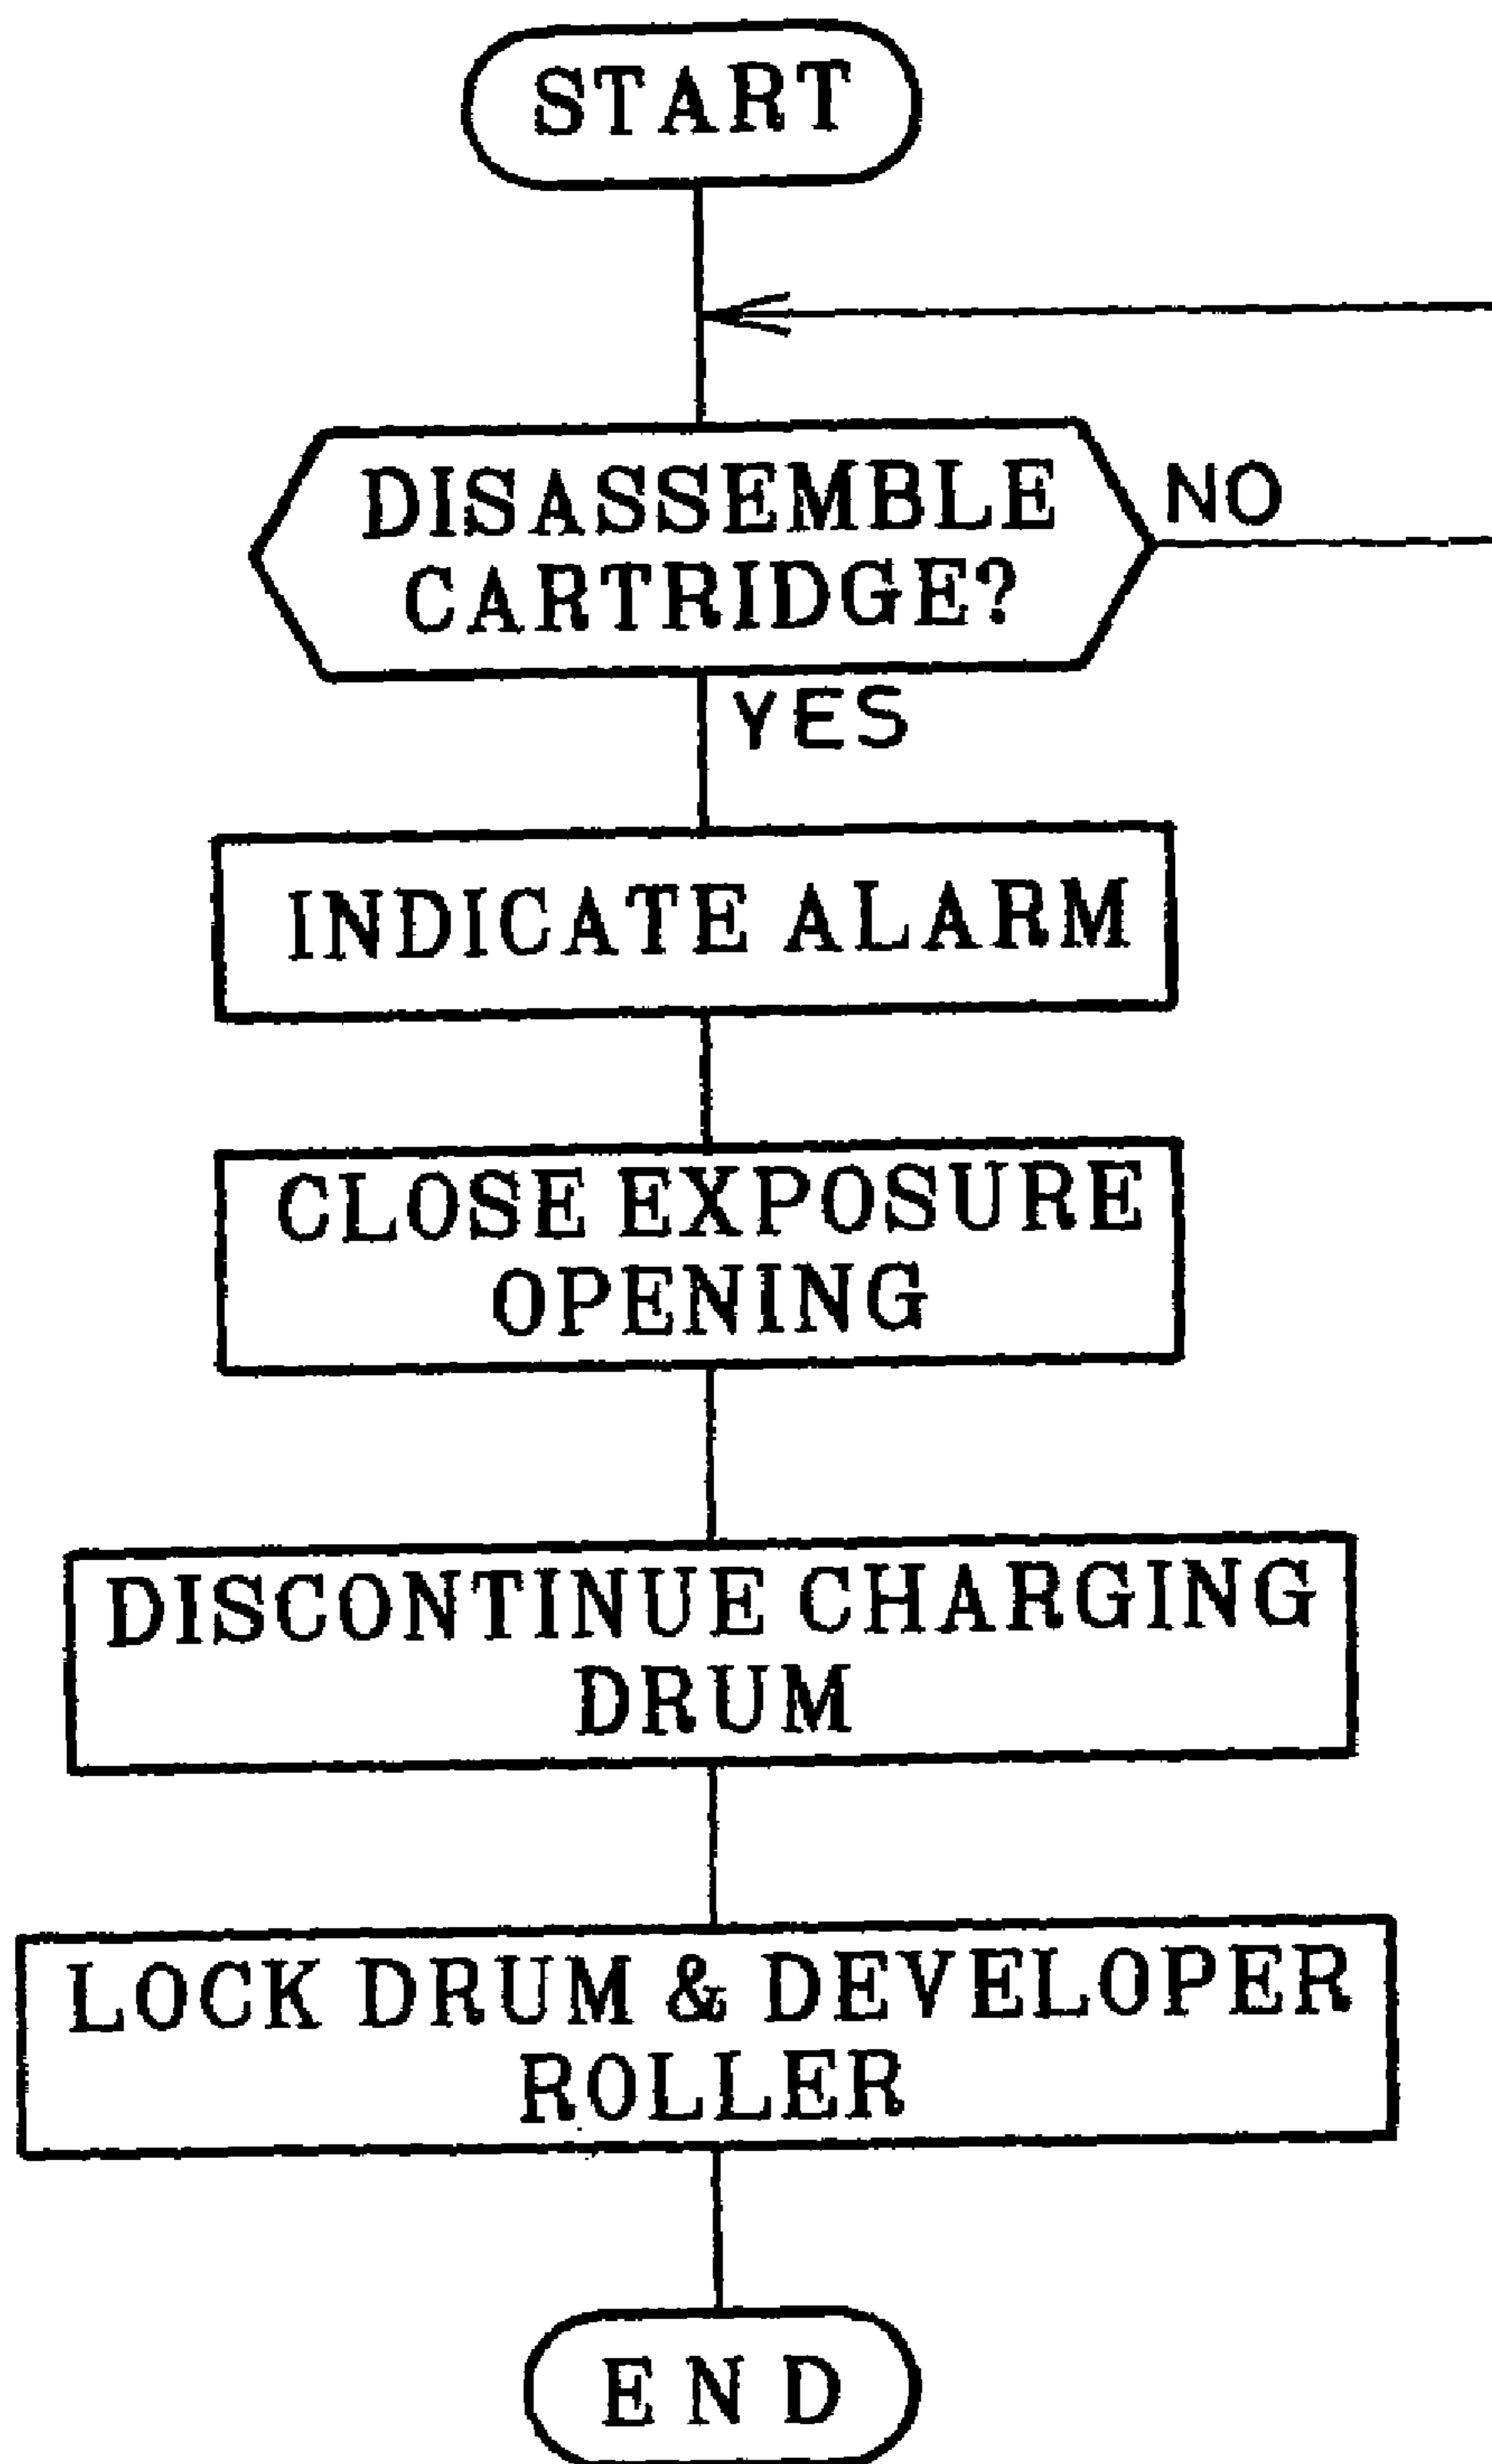 START
DISASSEMBLE
CARTRIDGE?
NO
YES
INDICATE ALARM
CLOSE EXPOSURE
OPENING
DISCONTINUE CHARGING
DRUM
LOCK DRUM & DEVELOPER
ROLLER
END